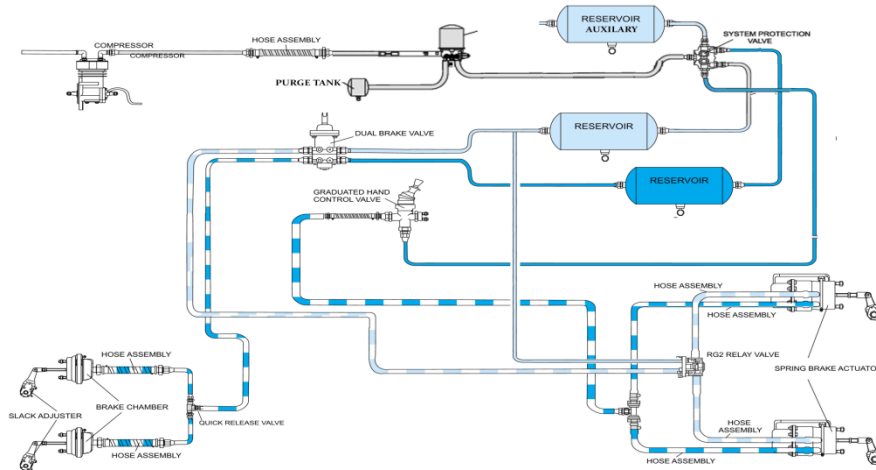 RESERVOIR
AUXILARY
SYSTEM PROTECTION
VALVE
COMPRESSOR
COMPRESSOR
HOSE ASSEMBLY
PURGE TANK
DUAL BRAKE VALVE
RESERVOIR
RESERVOIR
GRADUATED HAND
CONTROL VALVE
HOSE ASSEMBLY
HOSE ASSEMBLY
HOSE ASSEMBLY
RG2 RELAY VALVE
SPRING BRAKE ACTUATO
SLACK ADJUSTER
BRAKE CHAMBER
QUICK RELEASE VALVE
HOSE ASSEMBLY
HOSE
ASSEMBLY
HOSE ASSEMBLY
HOSE ASSEMBLY